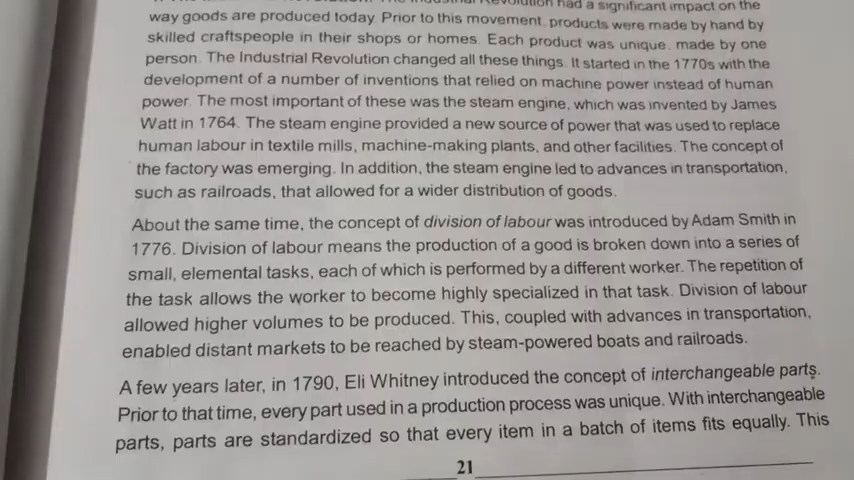 Revolution had a significant impact on the
way goods are produced today. Prior to this movement, products were made by hand by
skilled craftspeople in their shops or homes. Each product was unique, made by one
person. The Industrial Revolution changed all these things. It started in the 1770s with the
development of a number of inventions that relied on machine power instead of human
power. The most important of these was the steam engine, which was invented by James
Watt in 1764. The steam engine provided a new source of power that was used to replace
human labour in textile mills, machine-making plants, and other facilities. The concept of
the factory was emerging. In addition, the steam engine led to advances in transportation,
such as railroads, that allowed for a wider distribution of goods.
About the same time, the concept of division of labour was introduced by Adam Smith in
1776. Division of labour means the production of a good is broken down into a series of
small, elemental tasks, each of which is performed by a different worker. The repetition of
the task allows the worker to become highly specialized in that task. Division of labour
allowed higher volumes to be produced. This, coupled with advances in transportation,
enabled distant markets to be reached by steam-powered boats and railroads.
A few years later, in 1790, Eli Whitney introduced the concept of interchangeable parts.
Prior to that time, every part used in a production process was unique. With interchangeable
parts, parts are standardized so that every item in a batch of items fits equally. This
21